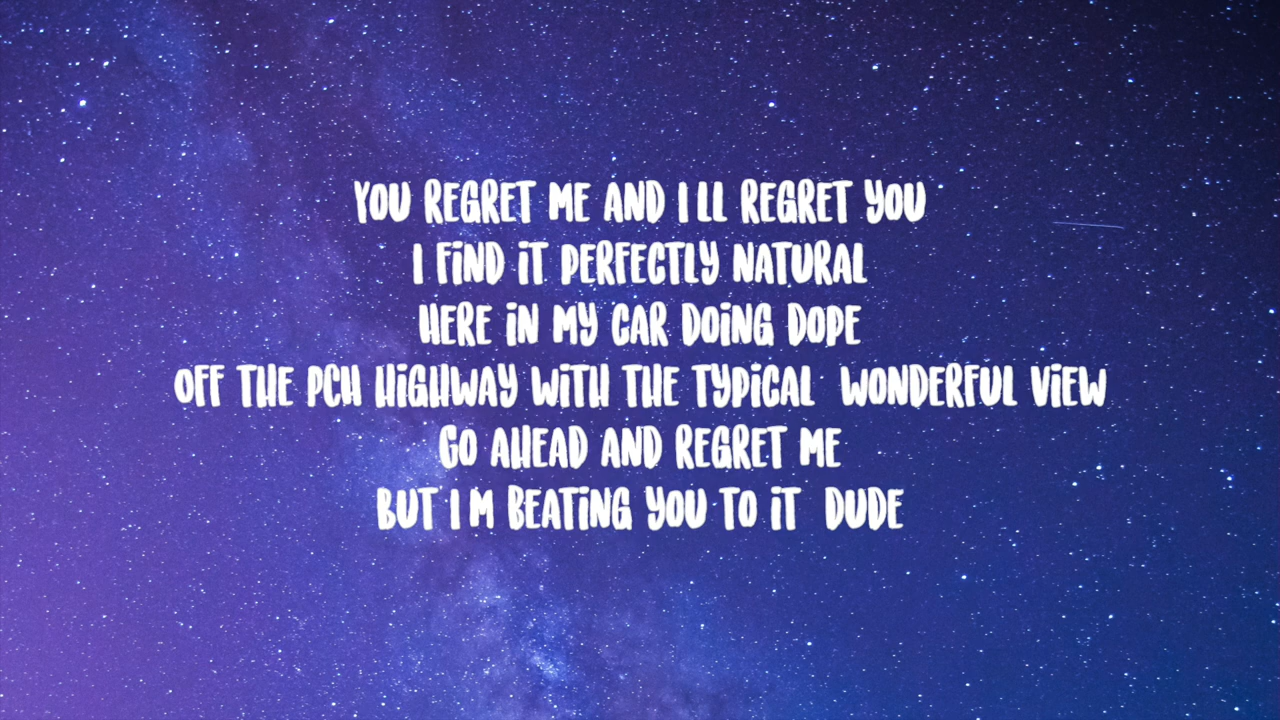 YOU REGRET ME AND I LL REGRET YOU
I FIND IT PERFECTLY NATURAL
HERE IN MY CAR DOING DOPE
OFF THE PCH HIGHWAY WITH THE TYPICAL  WONDERFUL VIEW
GO AHEAD AND REGRET ME
BUT I M BEATING YOU TO IT  DUDE